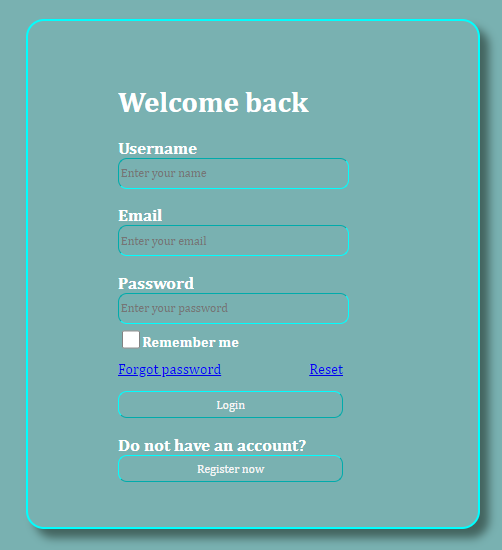 Welcome back
Username
Enter your name
Email
Enter your email
Password
Enter your password
Remember me
Forgot password Reset
Login
Do not have an account?
Register now